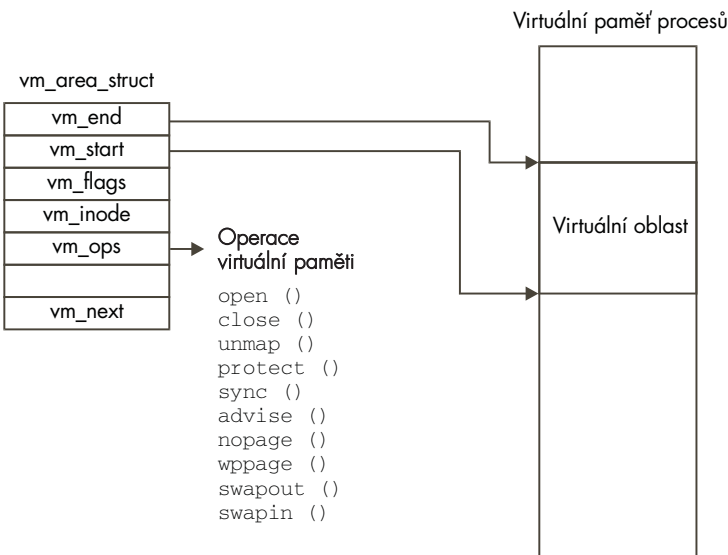 Virtuální paměť procesů
vm_area_struct
vm_end
vm_start
vm_flags
vm_inode
vm_ops
vm_next
Operace
virtuální paměti
open ()
close ()
unmap ()
protect ()
sync ()
advise ()
nopage ()
wppage ()
swapout ()
swapin ()
Virtuální oblast